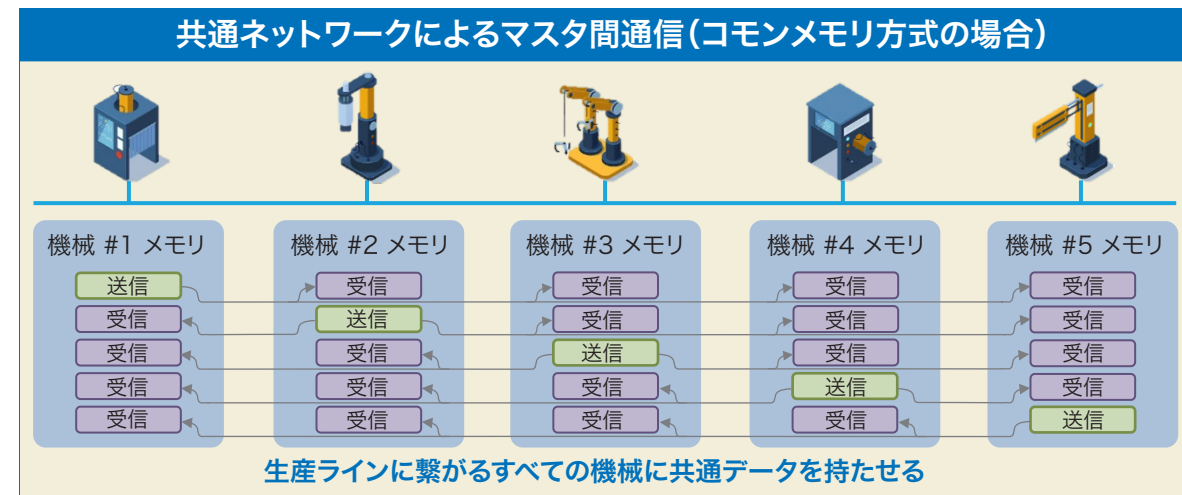 共通ネットワークによるマスタ間通信（コモンメモリ方式の場合）
機械 #1 メモリ 機械 #2 メモリ 機械 #3 メモリ 機械 #4 メモリ 機械 #5 メモリ
送信 受信 受信 受信 受信
受信 送信 受信 受信 受信
受信 受信 送信 受信 受信
受信 受信 受信 送信 受信
受信 受信 受信 受信 送信
生産ラインに繋がるすべての機械に共通データを持たせる